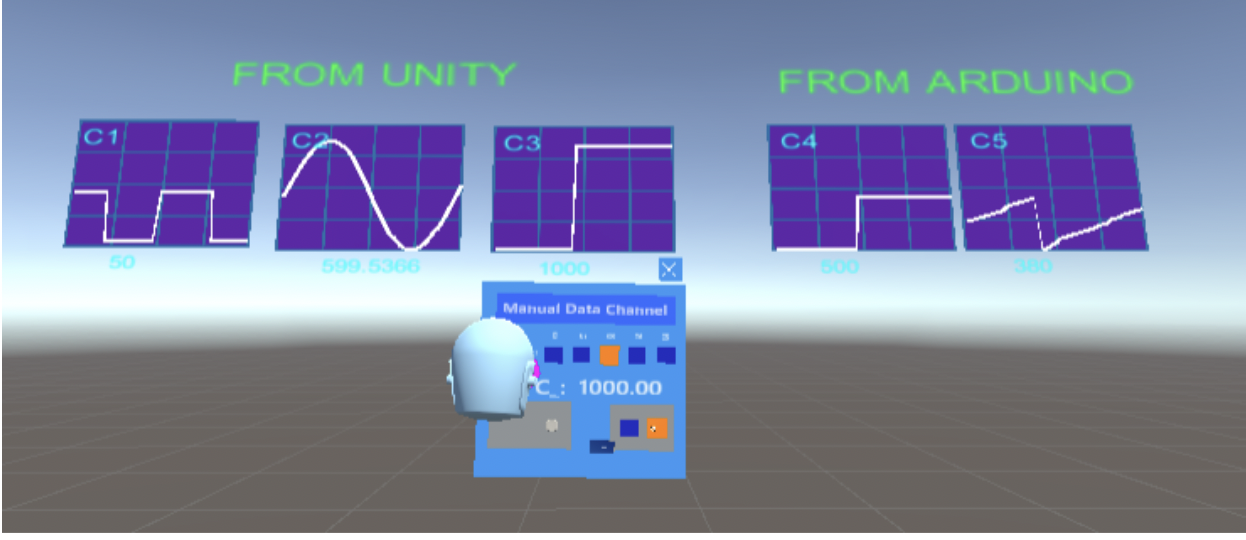 FROM UNITY
FROM ARDUINO
C1
C2
C3
C4
C5
50
599.5366
1000
500
380
Manual Data Channel
C_: 1000.00